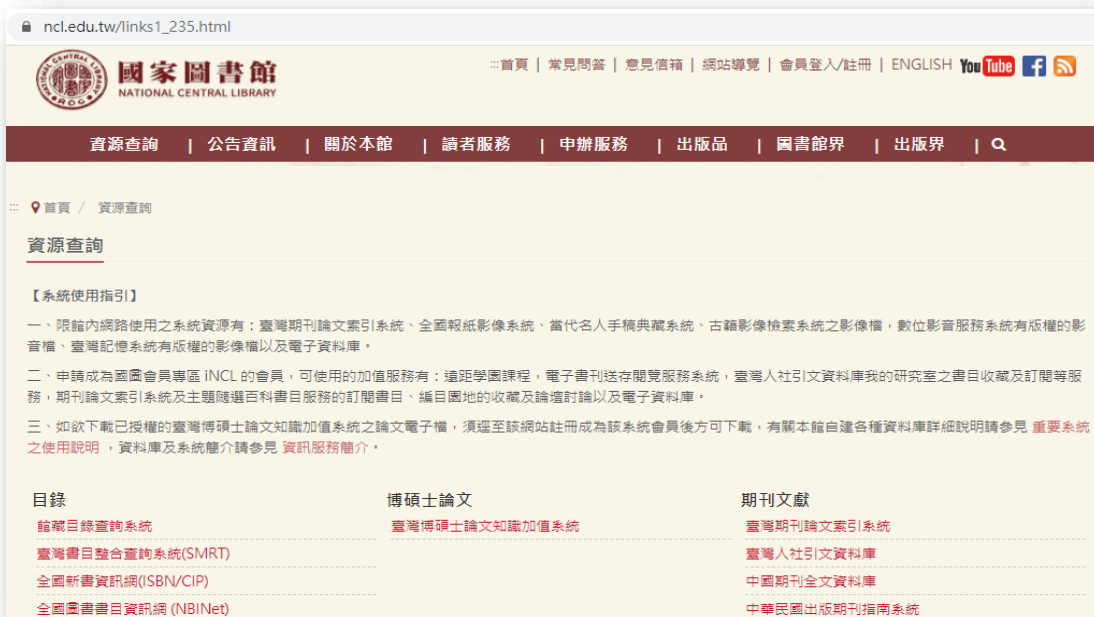 ncl.edu.tw/links1_235.html
國家圖書館
NATIONAL CENTRAL LIBRARY
NATIONAL CENTRAL LIBRARY
R.O.C.
:::首頁 | 常見問答 | 意見信箱 | 網站導覽 | 會員登入/註冊 | ENGLISH YouTube
資源查詢 | 公告資訊 | 關於本館 | 讀者服務 | 申辦服務 | 出版品 | 圖書館界 | 出版界 |
::: 首頁 / 資源查詢
資源查詢
【系統使用指引】
一、限館內網路使用之系統資源有：臺灣期刊論文索引系統、全國報紙影像系統、當代名人手稿典藏系統、古籍影像檢索系統之影像檔，數位影音服務系統有版權的影
音檔、臺灣記憶系統有版權的影像檔以及電子資料庫。
二、申請成為國圖會員專區 iNCL 的會員，可使用的加值服務有：遠距學園課程，電子書刊送存閱覽服務系統，臺灣人社引文資料庫我的研究室之書目收藏及訂閱等服
務，期刊論文索引系統及主題隨選百科書目服務的訂閱書目、編目園地的收藏及論壇討論以及電子資料庫。
三、如欲下載已授權的臺灣博碩士論文知識加值系統之論文電子檔，須逕至該網站註冊成為該系統會員後方可下載，有關本館自建各種資料庫詳細說明請參見 重要系統
之使用說明 ，資料庫及系統簡介請參見 資訊服務簡介。
目錄
館藏目錄查詢系統
臺灣書目整合查詢系統(SMRT)
全國新書資訊網(ISBN/CIP)
全國圖書書目資訊網 (NBINet)
博碩士論文
臺灣博碩士論文知識加值系統
期刊文獻
臺灣期刊論文索引系統
臺灣人社引文資料庫
中國期刊全文資料庫
中華民國出版期刊指南系統